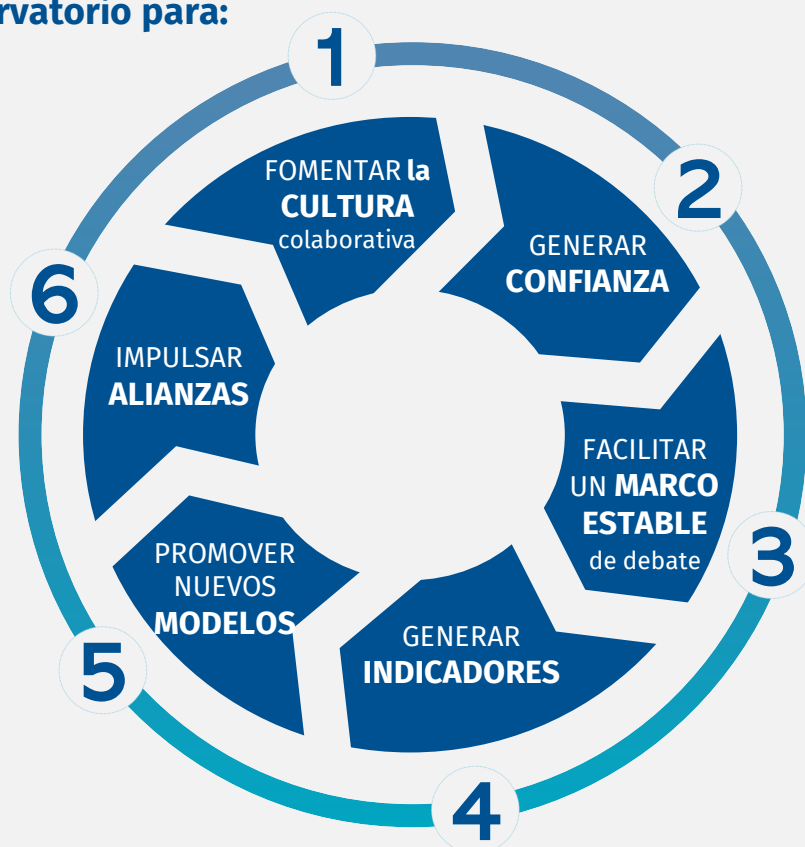 rvatorio para:
1
FOMENTAR la
CULTURA
colaborativa
2
GENERAR
CONFIANZA
3
FACILITAR
UN MARCO
ESTABLE
de debate
4
GENERAR
INDICADORES
5
PROMOVER
NUEVOS
MODELOS
6
IMPULSAR
ALIANZAS